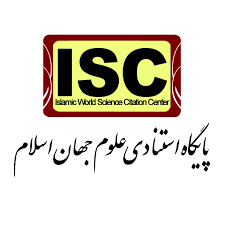 ISC
Islamic World Science Citation Center
پایگاه استنادی علوم جهان اسلام